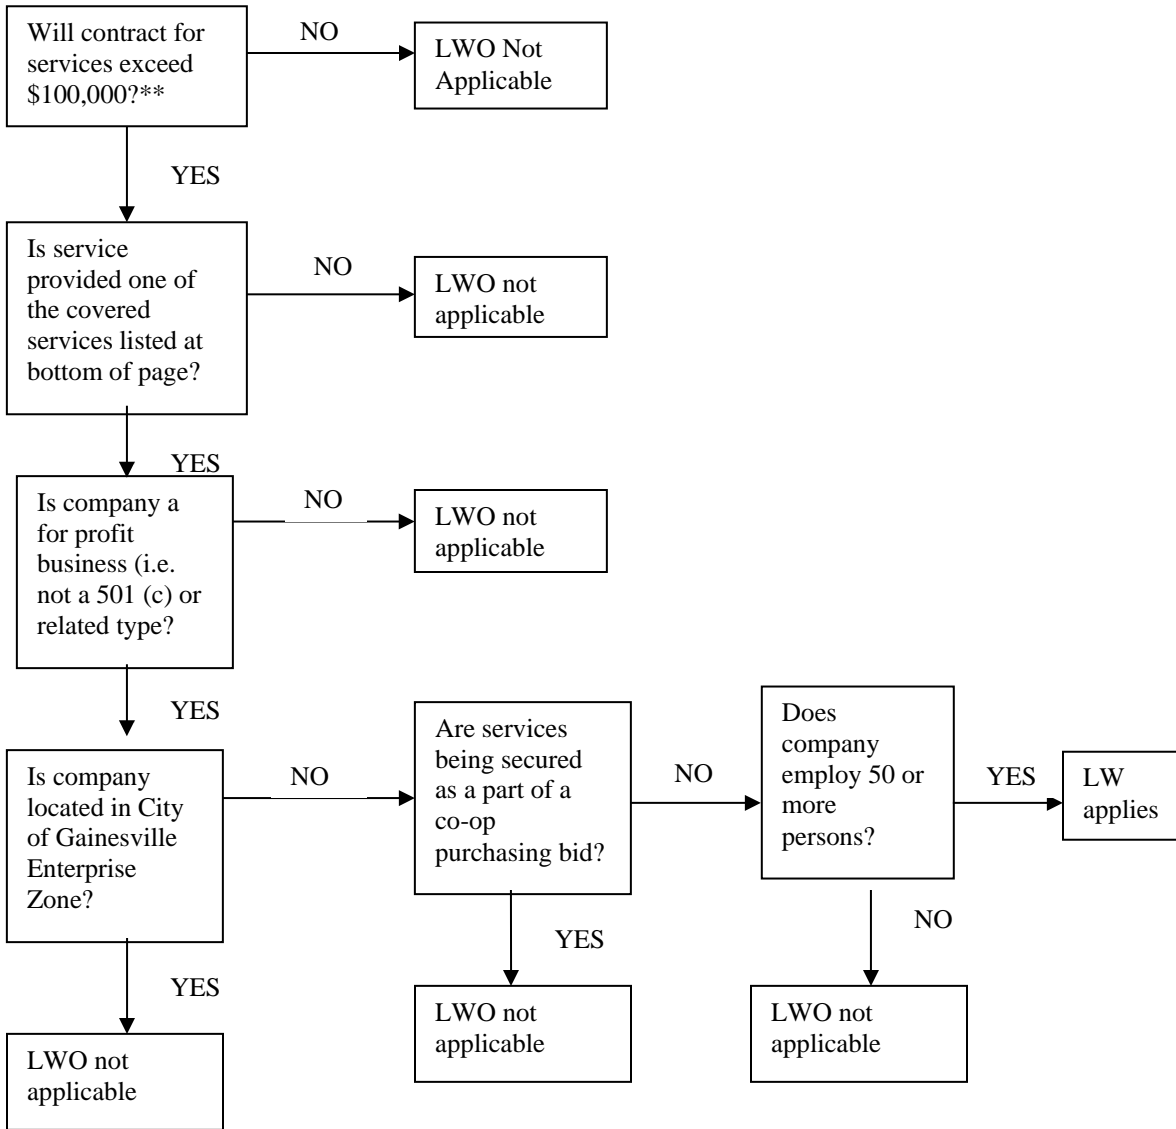 Will contract for
services exceed
$100,000?**
NO
LWO Not
Applicable
YES
Is service
provided one of
the covered
services listed at
bottom of page?
NO
LWO not
applicable
YES
Is company a
for profit
business (i.e.
not a 501 (c) or
related type?
NO
LWO not
applicable
YES
Is company
located in City
of Gainesville
Enterprise
Zone?
NO
Are services
being secured
as a part of a
co-op
purchasing bid?
NO
Does
company
employ 50 or
more
persons?
YES
LW
applies
YES
LWO not
applicable
YES
LWO not
applicable
NO
LWO not
applicable